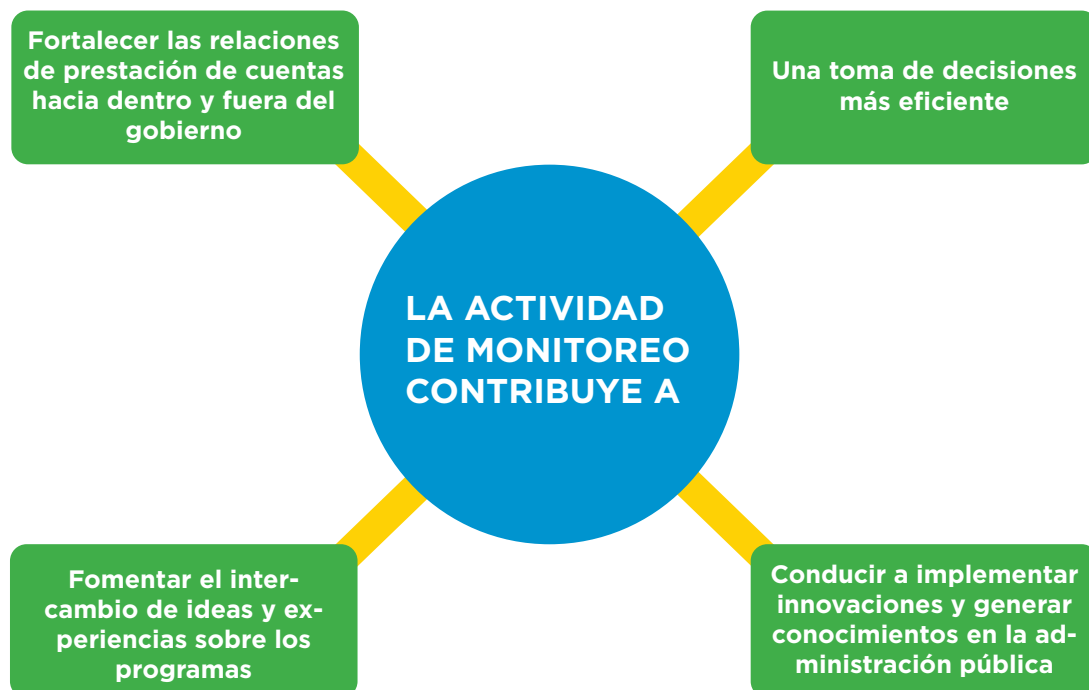 Fortalecer las relaciones
de prestación de cuentas
hacia dentro y fuera del
gobierno
Una toma de decisiones
más eficiente
LA ACTIVIDAD
DE MONITOREO
CONTRIBUYE A
Fomentar el inter-
cambio de ideas y ex-
periencias sobre los
programas
Conducir a implementar
innovaciones y generar
conocimientos en la ad-
ministración pública